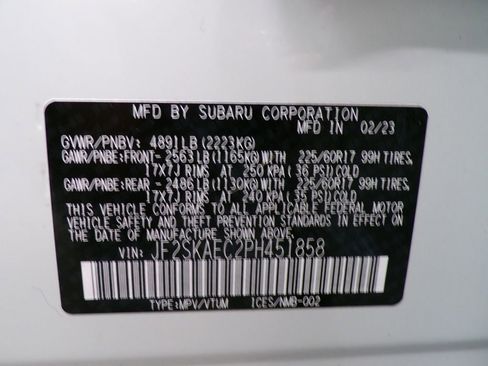 MFD BY SUBARU CORPORATION
MFD IN 02/23
GVWR/PNBV: 4891LB(2223KG)
GAWR/PNBE:FRONT-2563LB(1165KG)WITH 225/60R17 99H TIRES,
17X7J RIMS AT 250 KPA(36 PSI)COLD
GAWR/PNBE:REAR -2486LB(1130KG)WITH 225/60R17 99H TIRES,
17X7J RIMS AT 240 KPA(35 PSI)COLD
THIS VEHICLE CONFORMS TO ALL APPLICABLE FEDERAL MOTOR
VEHICLE SAFETY AND THEFT PREVENTION STANDARDS IN EFFECT
ON THE DATE OF MANUFACTURE SHOWN ABOVE.
VIN: JF2SKAEC2PH451858
TYPE:MPV/VTUM ICES/NMB-002